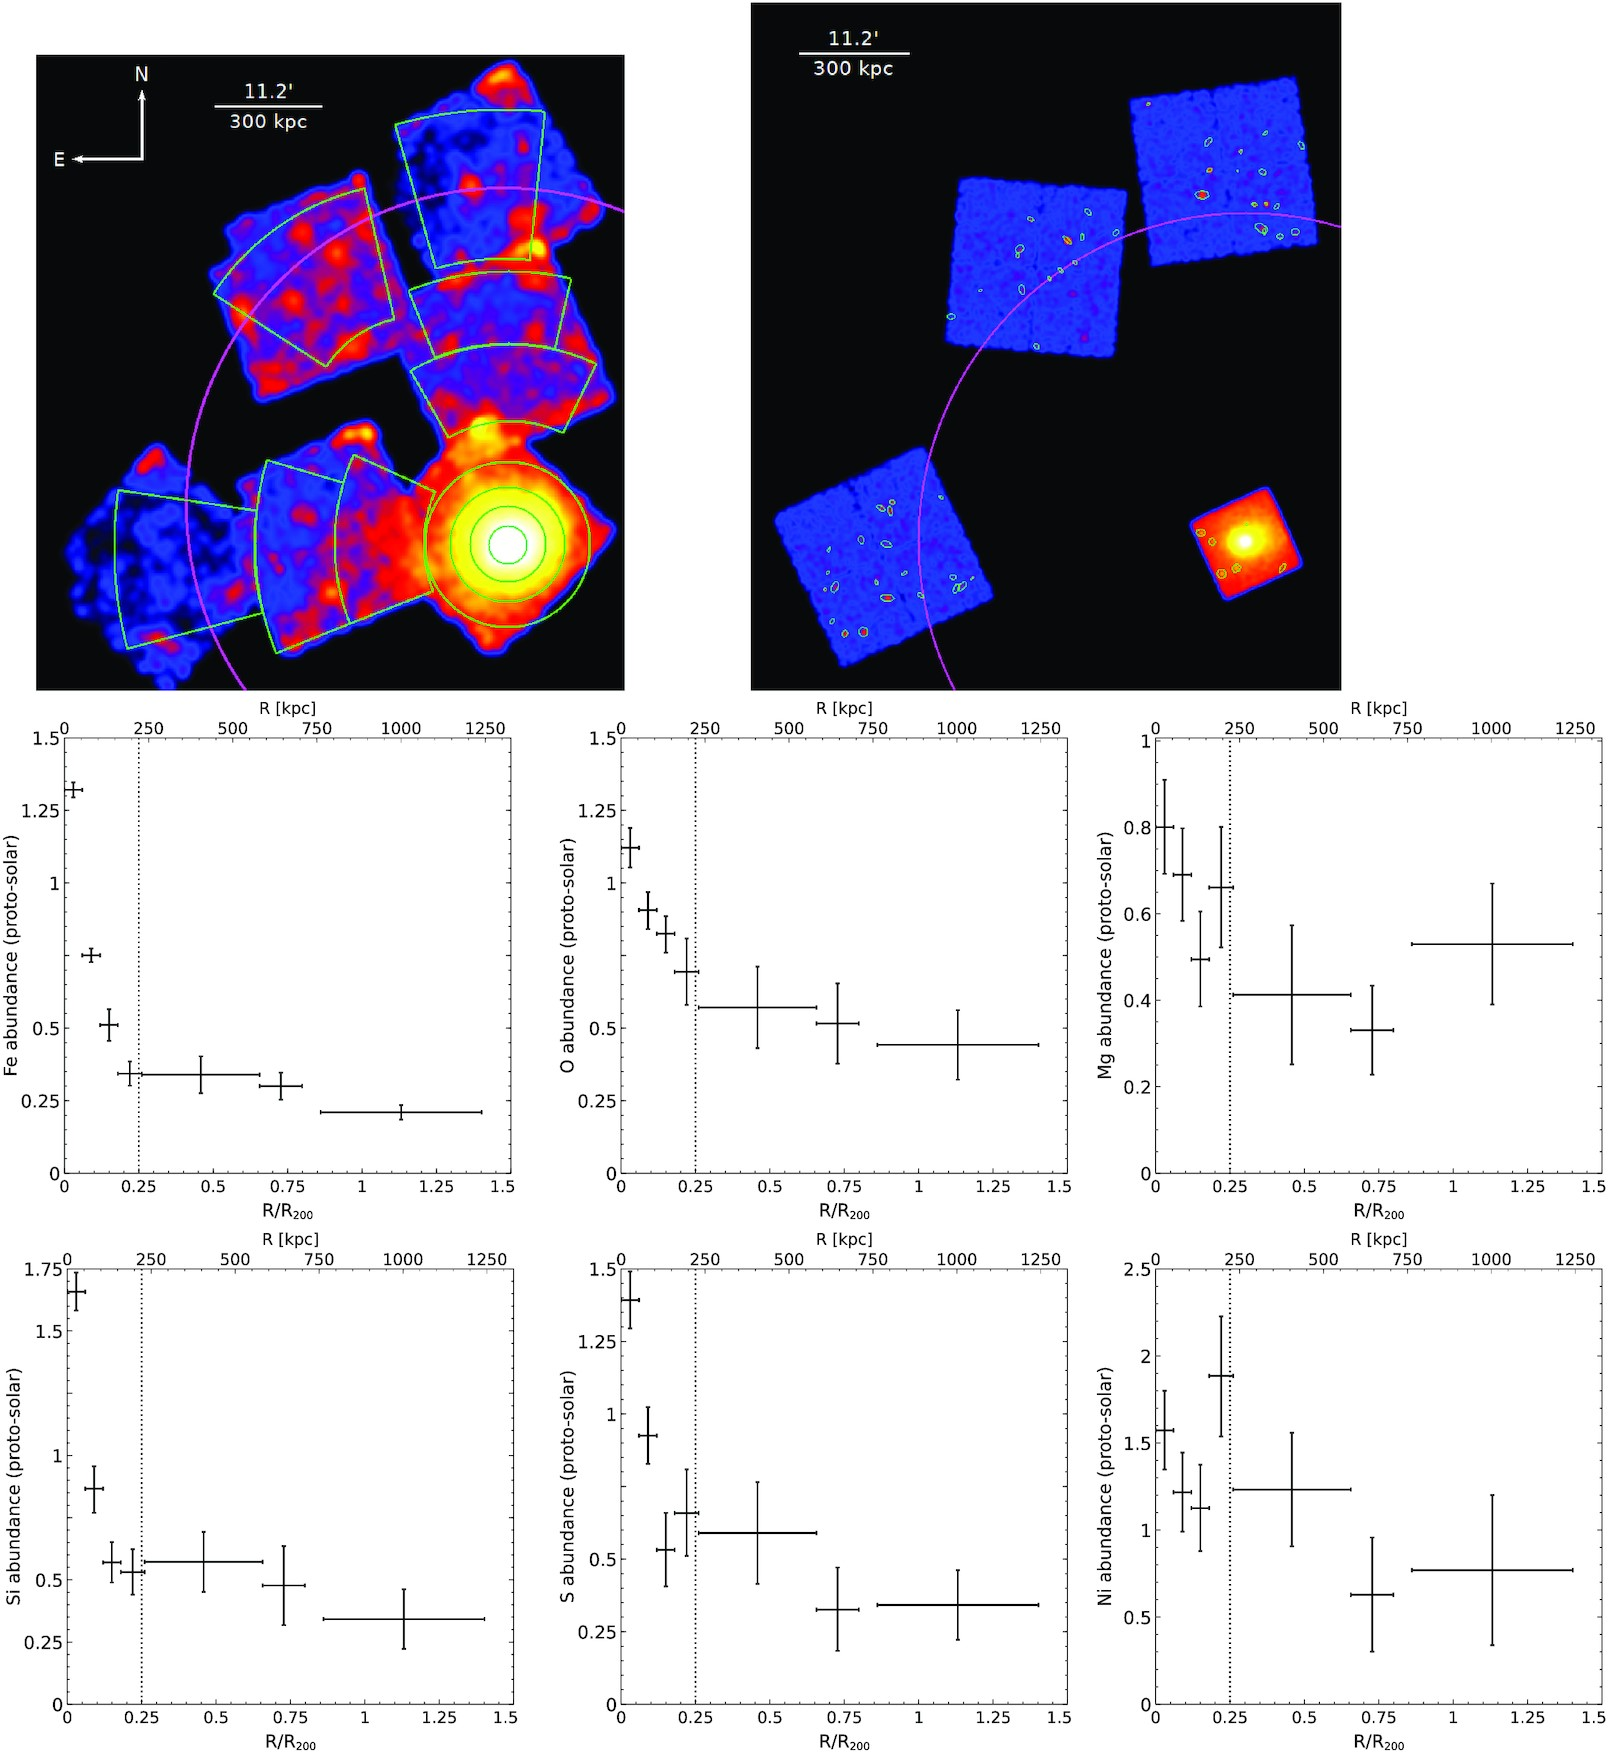 11.2'
300 kpc
N
E
11.2'
300 kpc
R [kpc]
0 250 500 750 1000 1250
1.5
1.25
1
0.5
0.25
0
Fe abundance (proto-solar)
0 0.25 0.5 0.75 1 1.25 1.5
R/R200
R [kpc]
0 250 500 750 1000 1250
1.5
1.25
1
0.5
0.25
0
O abundance (proto-solar)
0 0.25 0.5 0.75 1 1.25 1.5
R/R200
R [kpc]
0 250 500 750 1000 1250
1
0.8
0.6
0.4
0.2
0
Mg abundance (proto-solar)
0 0.25 0.5 0.75 1 1.25 1.5
R/R200
R [kpc]
0 250 500 750 1000 1250
1.75
1.5
1
0.5
0.25
0
Si abundance (proto-solar)
0 0.25 0.5 0.75 1 1.25 1.5
R/R200
R [kpc]
0 250 500 750 1000 1250
1.5
1.25
1
0.5
0.25
0
S abundance (proto-solar)
0 0.25 0.5 0.75 1 1.25 1.5
R/R200
R [kpc]
0 250 500 750 1000 1250
2.5
2
1.5
1
0.5
0
Ni abundance (proto-solar)
0 0.25 0.5 0.75 1 1.25 1.5
R/R200